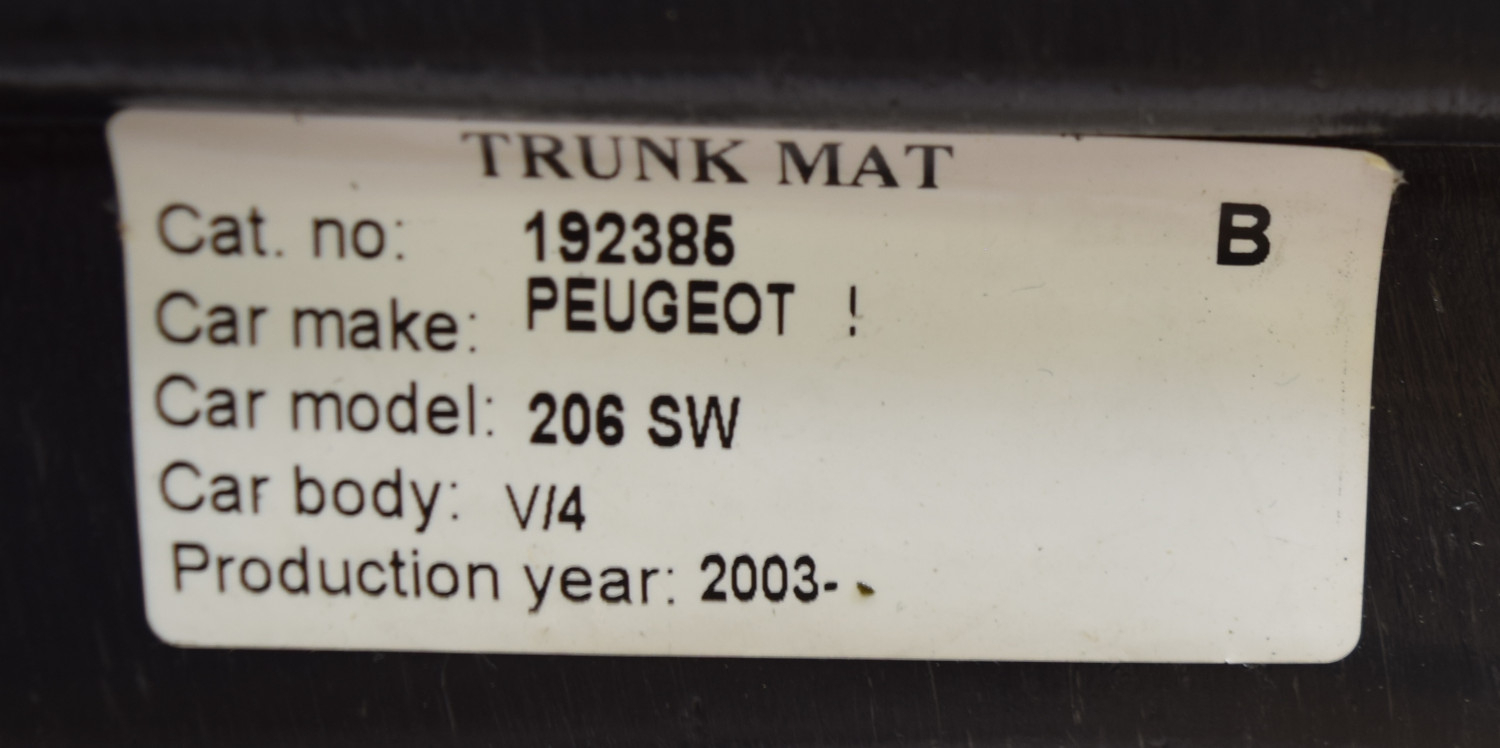 TRUNK MAT
B
Cat. no: 192385
Car make: PEUGEOT !
Car model: 206 SW
Car body: V/4
Production year: 2003-